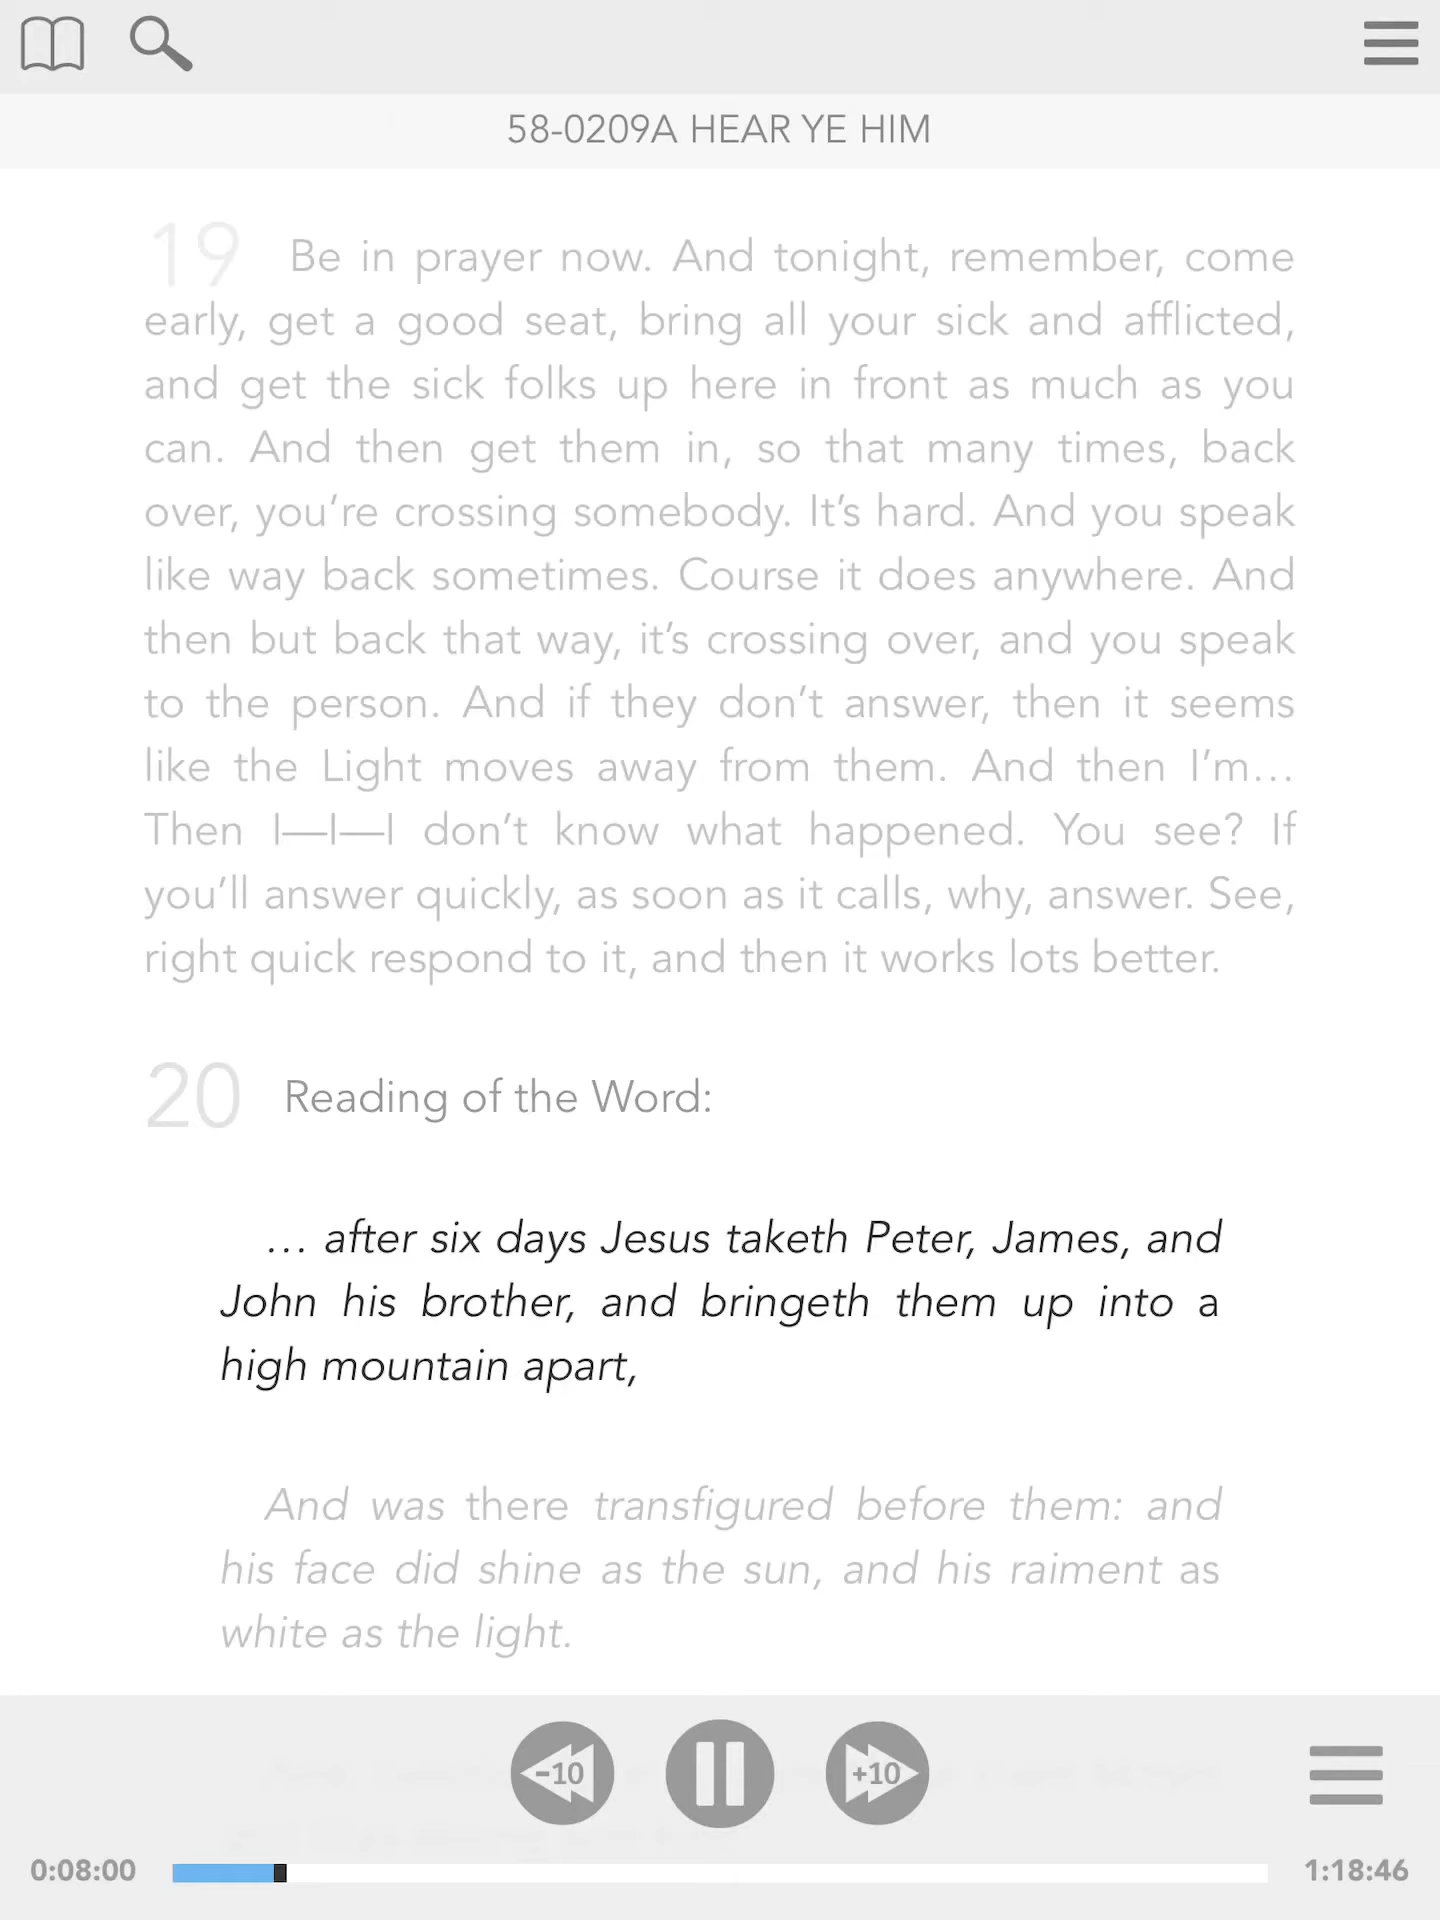 58-0209A HEAR YE HIM
19 Be in prayer now. And tonight, remember, come
early, get a good seat, bring all your sick and afflicted,
and get the sick folks up here in front as much as you
can. And then get them in, so that many times, back
over, you’re crossing somebody. It’s hard. And you speak
like way back sometimes. Course it does anywhere. And
then but back that way, it’s crossing over, and you speak
to the person. And if they don’t answer, then it seems
like the Light moves away from them. And then I’m…
Then I—I—I don’t know what happened. You see? If
you’ll answer quickly, as soon as it calls, why, answer. See,
right quick respond to it, and then it works lots better.
20 Reading of the Word:
… after six days Jesus taketh Peter, James, and
John his brother, and bringeth them up into a
high mountain apart,
And was there transfigured before them: and
his face did shine as the sun, and his raiment as
white as the light.
-10 +10
0:08:00 1:18:46